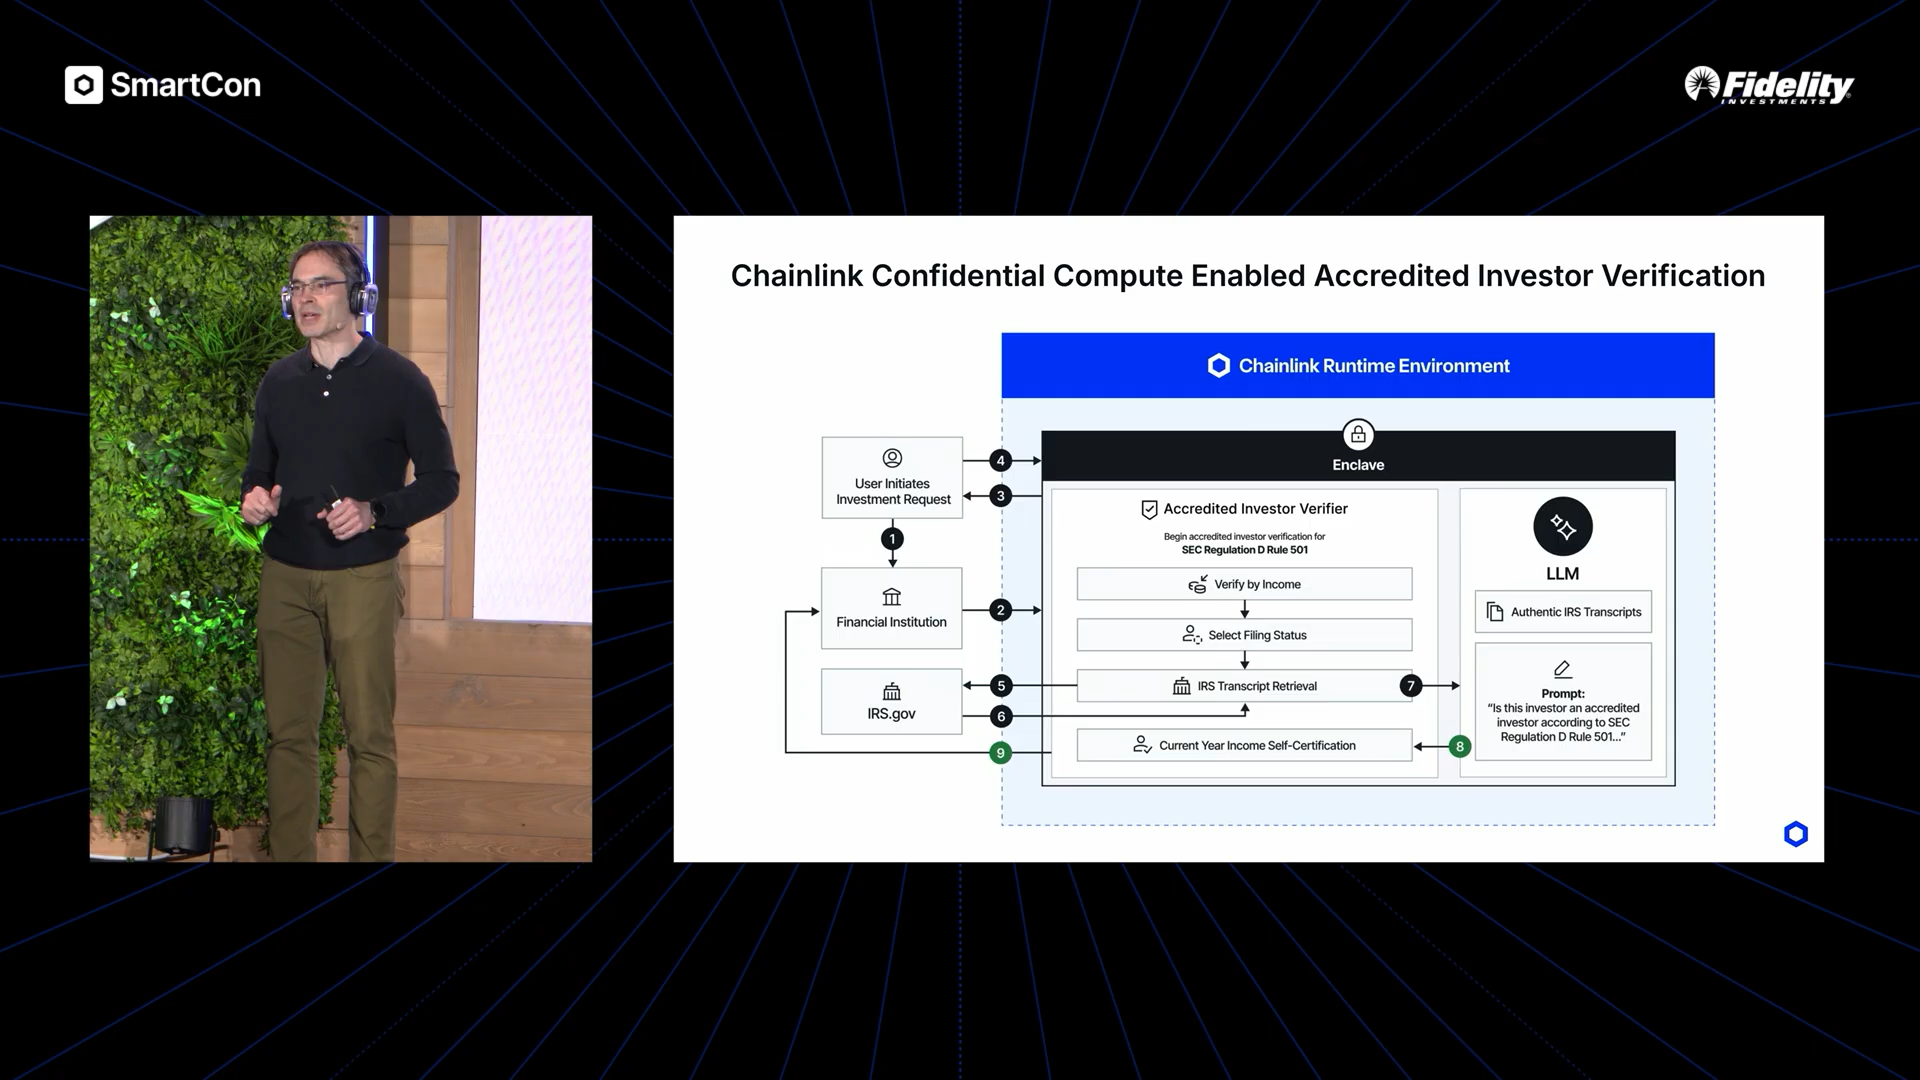 SmartCon
Fidelity
INVESTMENTS
Chainlink Confidential Compute Enabled Accredited Investor Verification
Chainlink Runtime Environment
Enclave
User Initiates
Investment Request
4
3
1
Financial Institution
2
IRS.gov
5
6
9
Accredited Investor Verifier
Begin accredited investor verification for
SEC Regulation D Rule 501
Verify by Income
Select Filing Status
IRS Transcript Retrieval
7
Current Year Income Self-Certification
8
LLM
Authentic IRS Transcripts
Prompt:
“Is this investor an accredited
investor according to SEC
Regulation D Rule 501...”